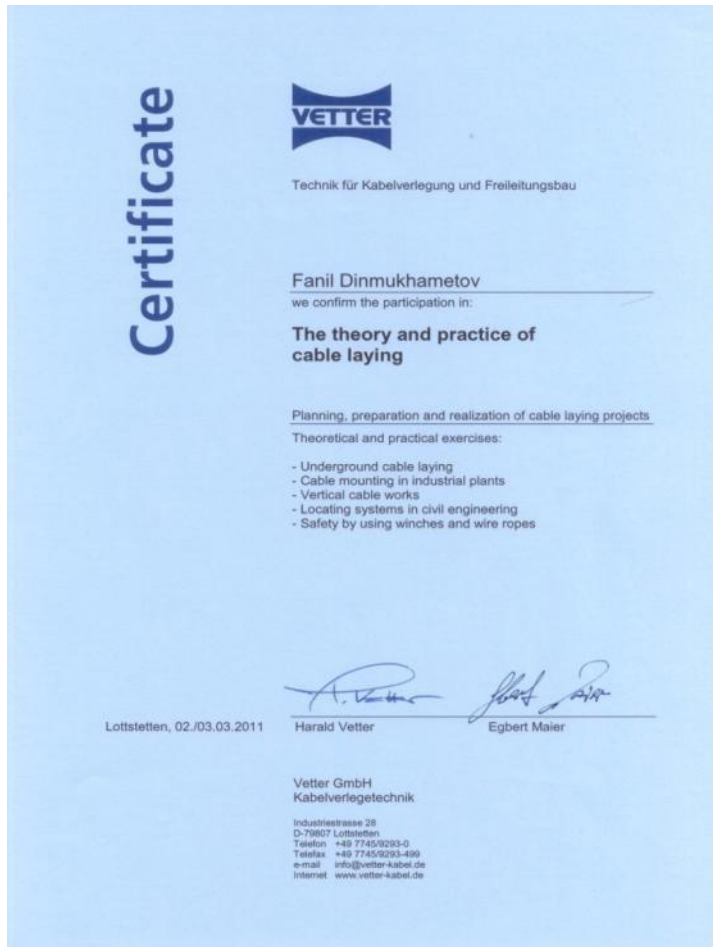 Certificate
VETTER
Technik für Kabelverlegung und Freileitungsbau
Fanil Dinmukhametov
we confirm the participation in:
The theory and practice of
cable laying
Planning, preparation and realization of cable laying projects
Theoretical and practical exercises:
- Underground cable laying
- Cable mounting in industrial plants
- Vertical cable works
- Locating systems in civil engineering
- Safety by using winches and wire ropes
Lottstetten, 02./03.03.2011
Harald Vetter
Egbert Maier
Vetter GmbH
Kabelverlegetechnik
Industriestrasse 28
D-79807 Lottstetten
Telefon +49 7745/9293-0
Telefax +49 7745/9293-499
e-mail info@vetter-kabel.de
Internet www.vetter-kabel.de